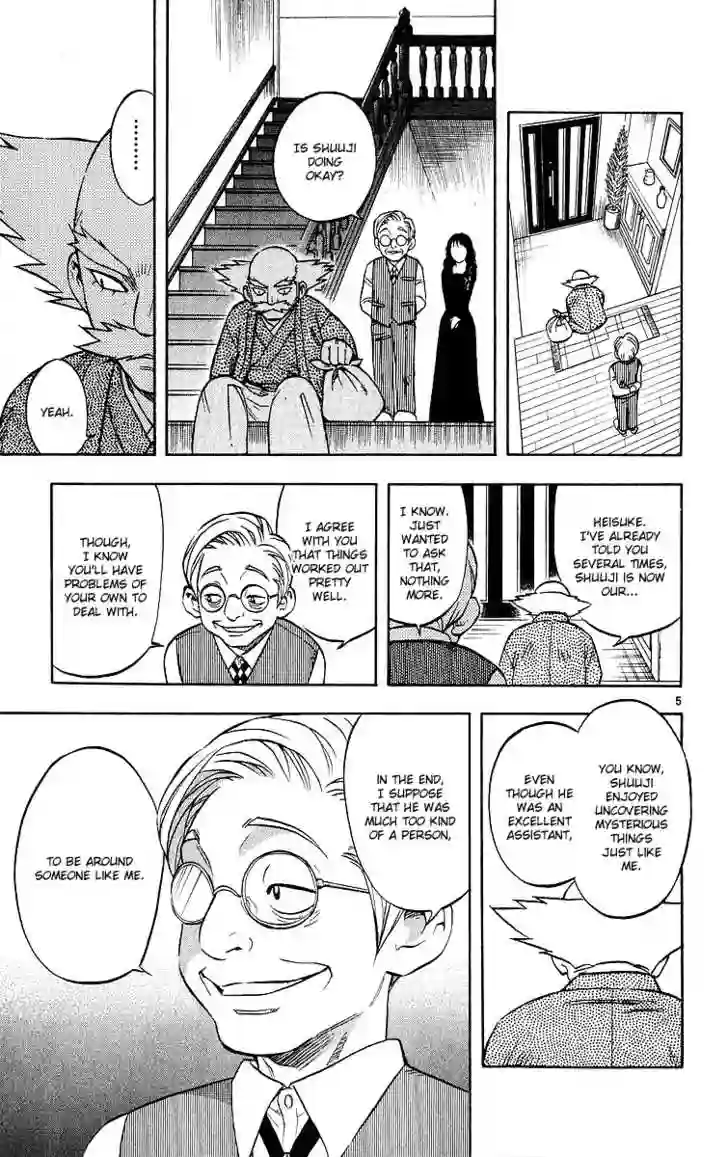 IS SHUUJI
DOING
OKAY?
.........
YEAH.
HEISUKE.
I'VE ALREADY
TOLD YOU
SEVERAL TIMES,
SHUUJI IS NOW
OUR...
I KNOW.
JUST
WANTED
TO ASK
THAT,
NOTHING
MORE.
I AGREE
WITH YOU
THAT THINGS
WORKED OUT
PRETTY
WELL.
THOUGH,
I KNOW
YOU'LL HAVE
PROBLEMS OF
YOUR OWN TO
DEAL WITH.
5
YOU KNOW,
SHUUJI
ENJOYED
UNCOVERING
MYSTERIOUS
THINGS
JUST LIKE
ME.
EVEN
THOUGH HE
WAS AN
EXCELLENT
ASSISTANT,
IN THE END,
I SUPPOSE
THAT HE WAS
MUCH TOO KIND
OF A PERSON,
TO BE AROUND
SOMEONE LIKE ME.